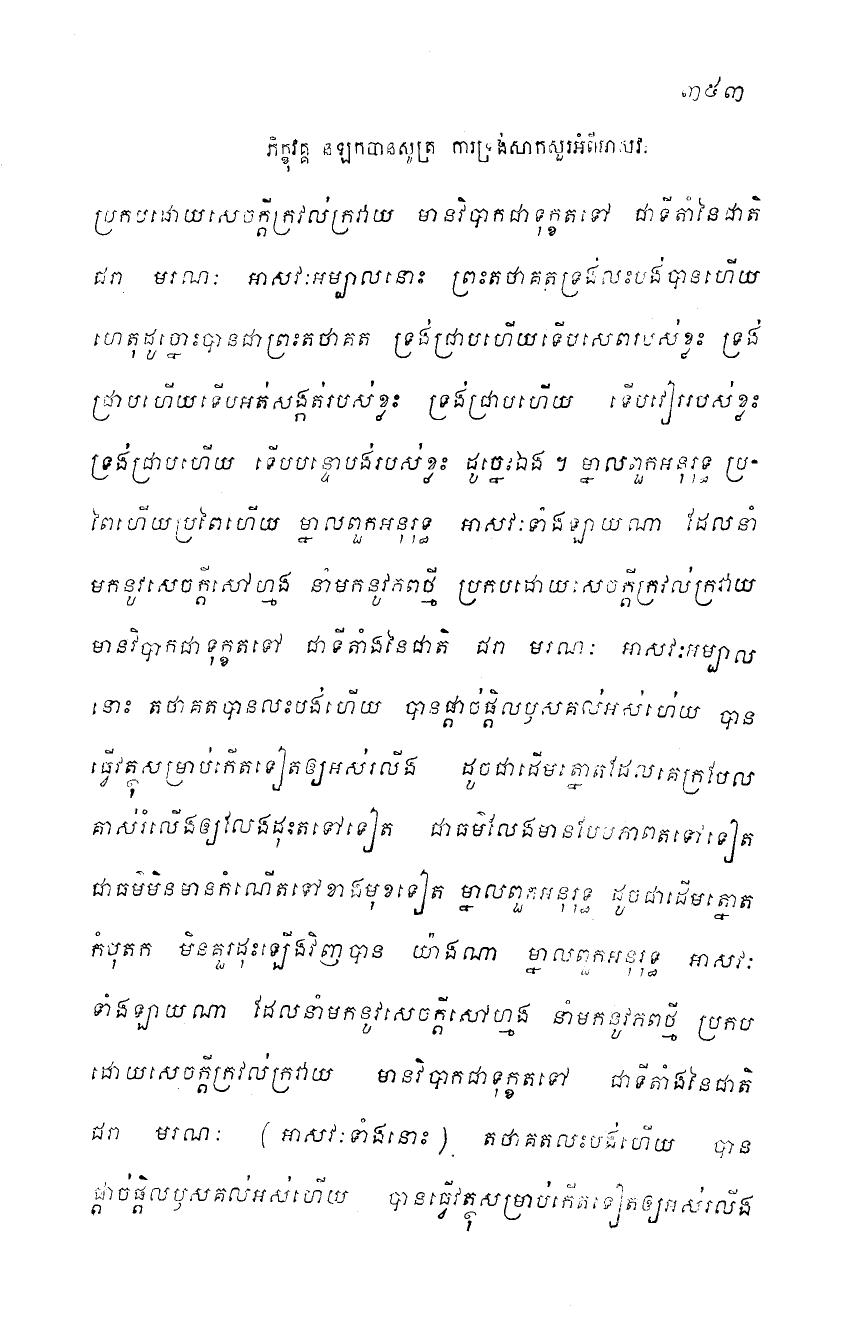 ៣៥៣
ភិក្ខុវគ្គ នឡកបានសូត្រ ការទ្រង់សាកសួរអំពីអាសវៈ
ប្រកបដោយសេចក្តីក្រវល់ក្រវាយ មានវិបាកជាទុក្ខតទៅ ជាទីតាំងនៃជាតិ
ជរា មរណៈ អាសវៈអម្បាលនោះ ព្រះតថាគតទ្រង់លះបង់បានហើយ
ហេតុដូច្នោះបានជាព្រះតថាគត ទ្រង់ជ្រាបហើយទើបសេពរបស់ខ្លះ ទ្រង់
ជ្រាបហើយទើបអត់សង្កត់របស់ខ្លះ ទ្រង់ជ្រាបហើយ ទើបវៀររបស់ខ្លះ
ទ្រង់ជ្រាបហើយ ទើបបន្ទោបង់របស់ខ្លះ ដូច្នេះឯង ។ ម្នាលពួកអនុរុទ្ធ ប្រ-
ពៃហើយប្រពៃហើយ ម្នាលពួកអនុរុទ្ធ អាសវៈទាំងឡាយណា ដែលនាំ
មកនូវសេចក្តីសៅហ្មង នាំមកនូវភពថ្មី ប្រកបដោយសេចក្តីក្រវល់ក្រវាយ
មានវិបាកជាទុក្ខតទៅ ជាទីតាំងនៃជាតិ ជរា មរណៈ អាសវៈអម្បាល
នោះ តថាគតបានលះបង់ហើយ បានផ្តាច់ផ្តិលឫសគល់អស់ហើយ បាន
ធ្វើវត្ថុសម្រាប់កើតទៀតឲ្យអស់រលីង ដូចជាដើមត្នោតដែលគេក្របែល
គាស់រំលើងឲ្យលែងដុះតទៅទៀត ជាធម៌លែងមានបែបភាពតទៅទៀត
ជាធម៌មិនមានកំណើតទៅខាងមុខទៀត ម្នាលពួកអនុរុទ្ធ ដូចជាដើមត្នោត
កំបុតក មិនគួរដុះឡើងវិញបាន យ៉ាងណា ម្នាលពួកអនុរុទ្ធ អាសវៈ
ទាំងឡាយណា ដែលនាំមកនូវសេចក្តីសៅហ្មង នាំមកនូវភពថ្មី ប្រកប
ដោយសេចក្តីក្រវល់ក្រវាយ មានវិបាកជាទុក្ខតទៅ ជាទីតាំងនៃជាតិ
ជរា មរណៈ (អាសវៈទាំងនោះ) តថាគតលះបង់ហើយ បាន
ផ្តាច់ផ្តិលឫសគល់អស់ហើយ បានធ្វើវត្ថុសម្រាប់កើតទៀតឲ្យអស់រលីង